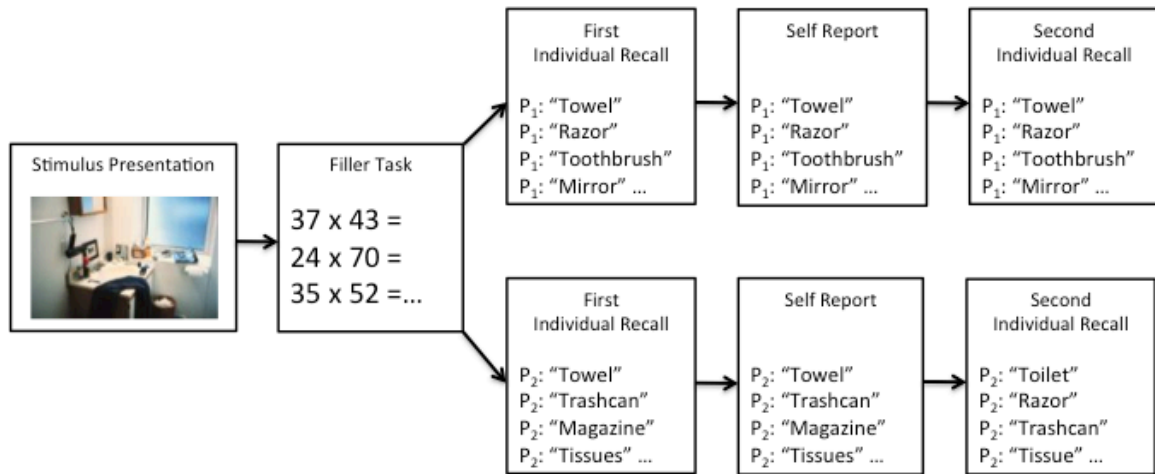 Stimulus Presentation
Filler Task
37 x 43 =
24 x 70 =
35 x 52 =...
First
Individual Recall
P₁: “Towel”
P₁: “Razor”
P₁: “Toothbrush”
P₁: “Mirror” ...
Self Report
P₁: “Towel”
P₁: “Razor”
P₁: “Toothbrush”
P₁: “Mirror” ...
Second
Individual Recall
P₁: “Towel”
P₁: “Razor”
P₁: “Toothbrush”
P₁: “Mirror” ...
First
Individual Recall
P₂: “Towel”
P₂: “Trashcan”
P₂: “Magazine”
P₂: “Tissues” ...
Self Report
P₂: “Towel”
P₂: “Trashcan”
P₂: “Magazine”
P₂: “Tissues” ...
Second
Individual Recall
P₂: “Toilet”
P₂: “Razor”
P₂: “Trashcan”
P₂: “Tissue” ...